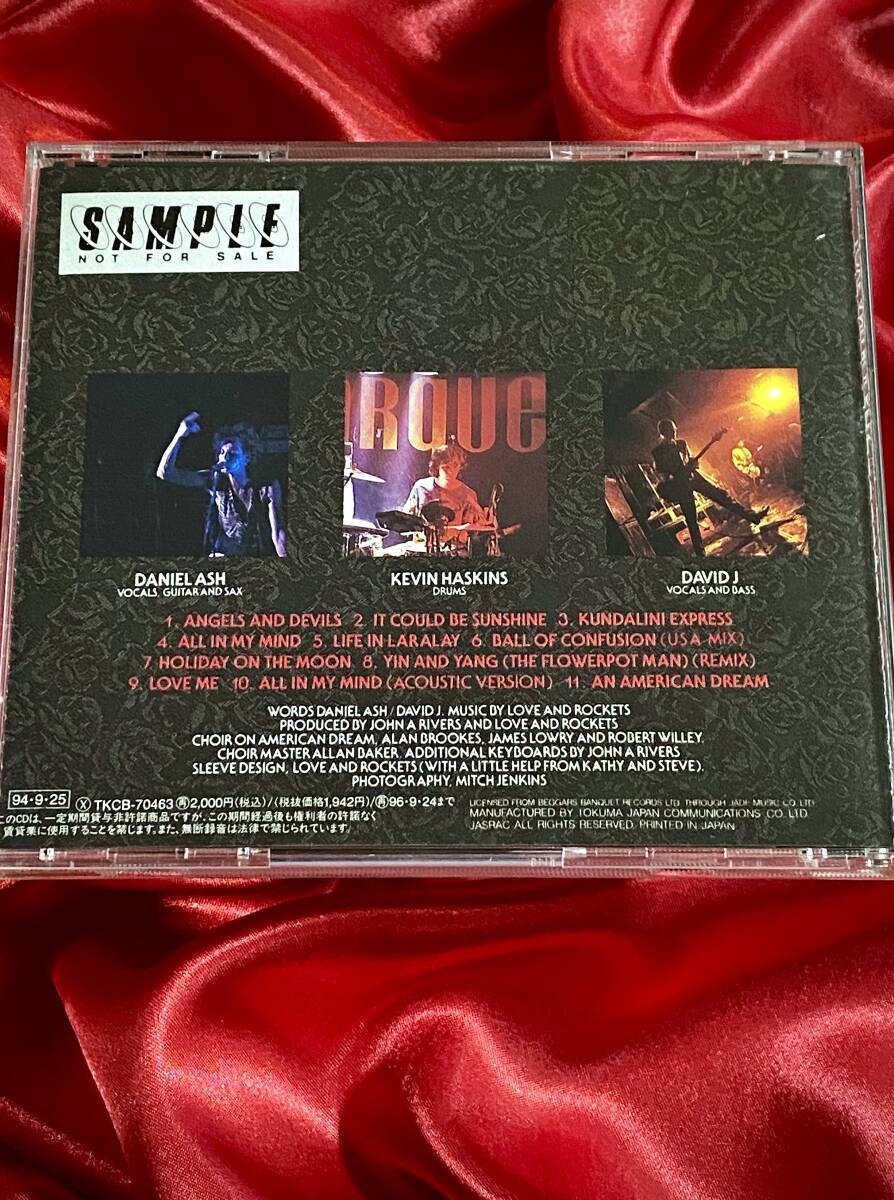 SAMPLE
NOT FOR SALE
RAVE
DANIEL ASH
VOCALS, GUITAR AND SAX
KEVIN HASKINS
DRUMS
DAVID J
VOCALS AND BASS
1. ANGELS AND DEVILS 2. IT COULD BE SUNSHINE 3. KUNDALINI EXPRESS
4. ALL IN MY MIND 5. LIFE IN LARALAY 6. BALL OF CONFUSION (USA-MIX)
7. HOLIDAY ON THE MOON 8. YIN AND YANG (THE FLOWERPOT MAN) (REMIX)
9. LOVE ME 10. ALL IN MY MIND (ACOUSTIC VERSION) 11. AN AMERICAN DREAM
WORDS DANIEL ASH / DAVID J. MUSIC BY LOVE AND ROCKETS
PRODUCED BY JOHN A RIVERS AND LOVE AND ROCKETS
CHOIR ON AMERICAN DREAM, ALAN BROOKES, JAMES LOWRY AND ROBERT WILLEY.
CHOIR MASTER ALLAN BAKER. ADDITIONAL KEYBOARDS BY JOHN A RIVERS
SLEEVE DESIGN, LOVE AND ROCKETS (WITH A LITTLE HELP FROM KATHY AND STEVE).
PHOTOGRAPHY, MITCH JENKINS
94・9・25 Ⓧ TKCB-70463 ㊢2,000円(税込)/(税抜価格1,942円)/㊢96・9・24まで
このCDは、一定期間貸与非許諾商品ですが、この期間経過後も権利者の許諾なく
賃貸業に使用することを禁じます。また、無断録音は法律で禁じられています。
LICENSED FROM BEGGARS BANQUET RECORDS LTD. THROUGH JADE MUSIC CO. LTD.
MANUFACTURED BY TOKUMA JAPAN COMMUNICATIONS CO. LTD.
JASRAC ALL RIGHTS RESERVED. PRINTED IN JAPAN